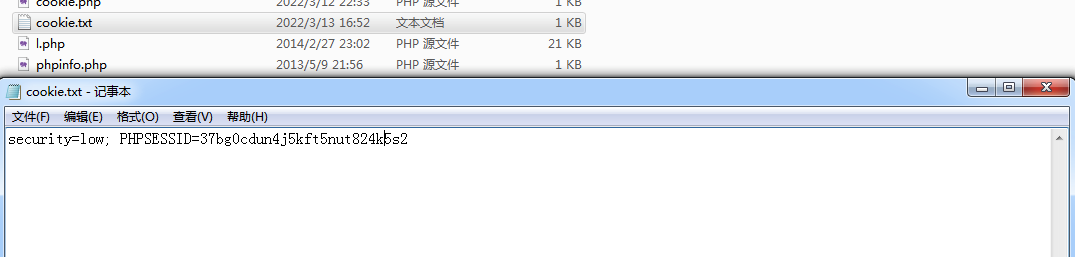 cookie.php 2022/3/12 22:33 PHP 源文件 1 KB
cookie.txt 2022/3/13 16:52 文本文档 1 KB
l.php 2014/2/27 23:02 PHP 源文件 21 KB
phpinfo.php 2013/5/9 21:56 PHP 源文件 1 KB
cookie.txt - 记事本
文件(F) 编辑(E) 格式(O) 查看(V) 帮助(H)
security=low; PHPSESSID=37bg0cdun4j5kft5nut824k5s2